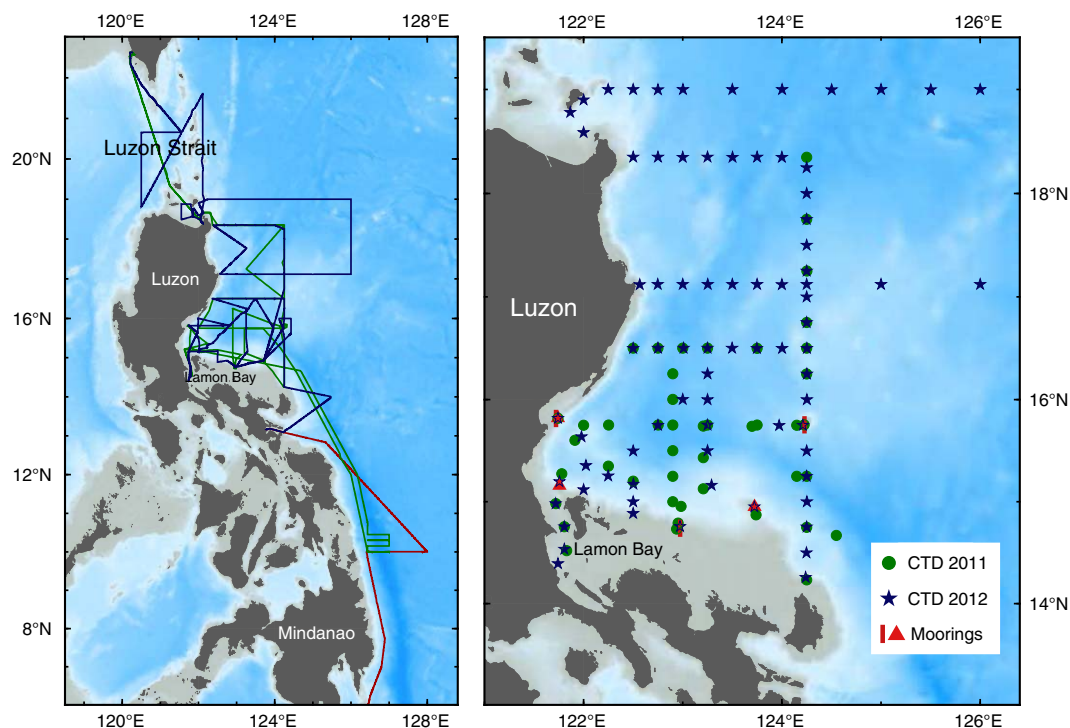 120°E 124°E 128°E
122°E 124°E 126°E
20°N
16°N
12°N
8°N
Luzon Strait
Luzon
Lamon Bay
Mindanao
120°E 124°E 128°E
18°N
16°N
14°N
Luzon
Lamon Bay
CTD 2011
CTD 2012
Moorings
122°E 124°E 126°E